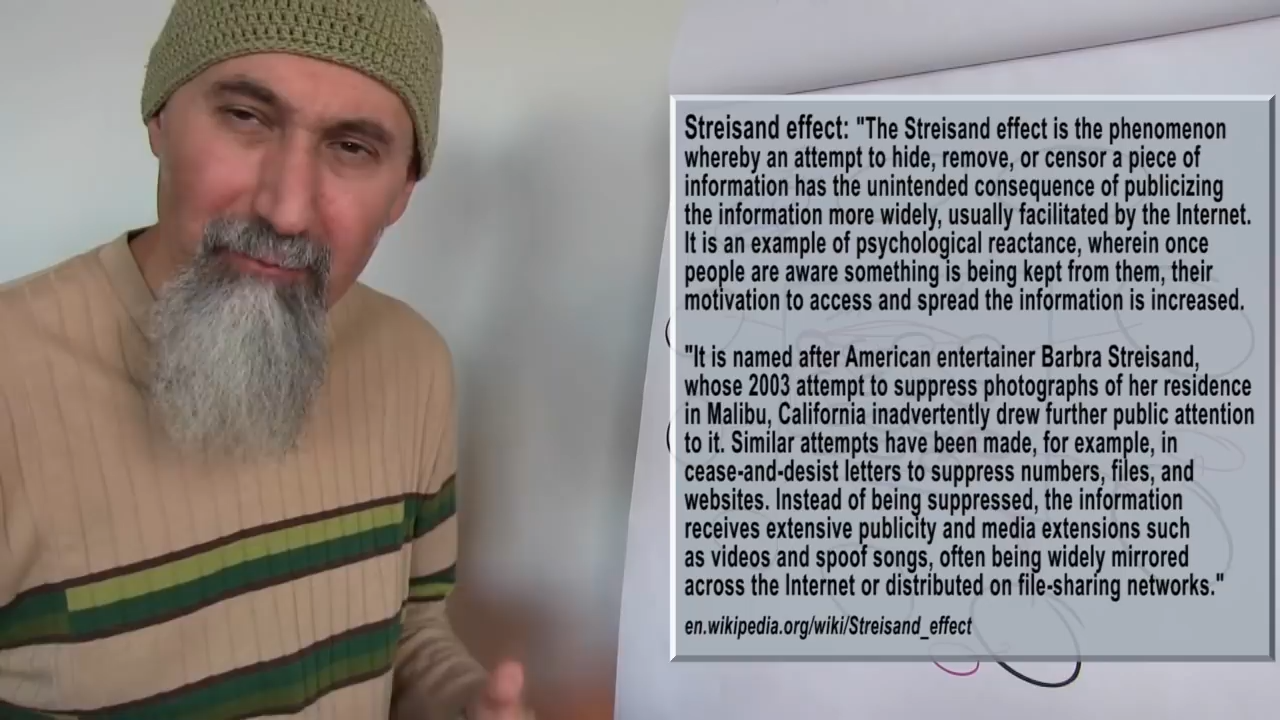 Streisand effect: "The Streisand effect is the phenomenon
whereby an attempt to hide, remove, or censor a piece of
information has the unintended consequence of publicizing
the information more widely, usually facilitated by the Internet.
It is an example of psychological reactance, wherein once
people are aware something is being kept from them, their
motivation to access and spread the information is increased.
"It is named after American entertainer Barbra Streisand,
whose 2003 attempt to suppress photographs of her residence
in Malibu, California inadvertently drew further public attention
to it. Similar attempts have been made, for example, in
cease-and-desist letters to suppress numbers, files, and
websites. Instead of being suppressed, the information
receives extensive publicity and media extensions such
as videos and spoof songs, often being widely mirrored
across the Internet or distributed on file-sharing networks."
en.wikipedia.org/wiki/Streisand_effect